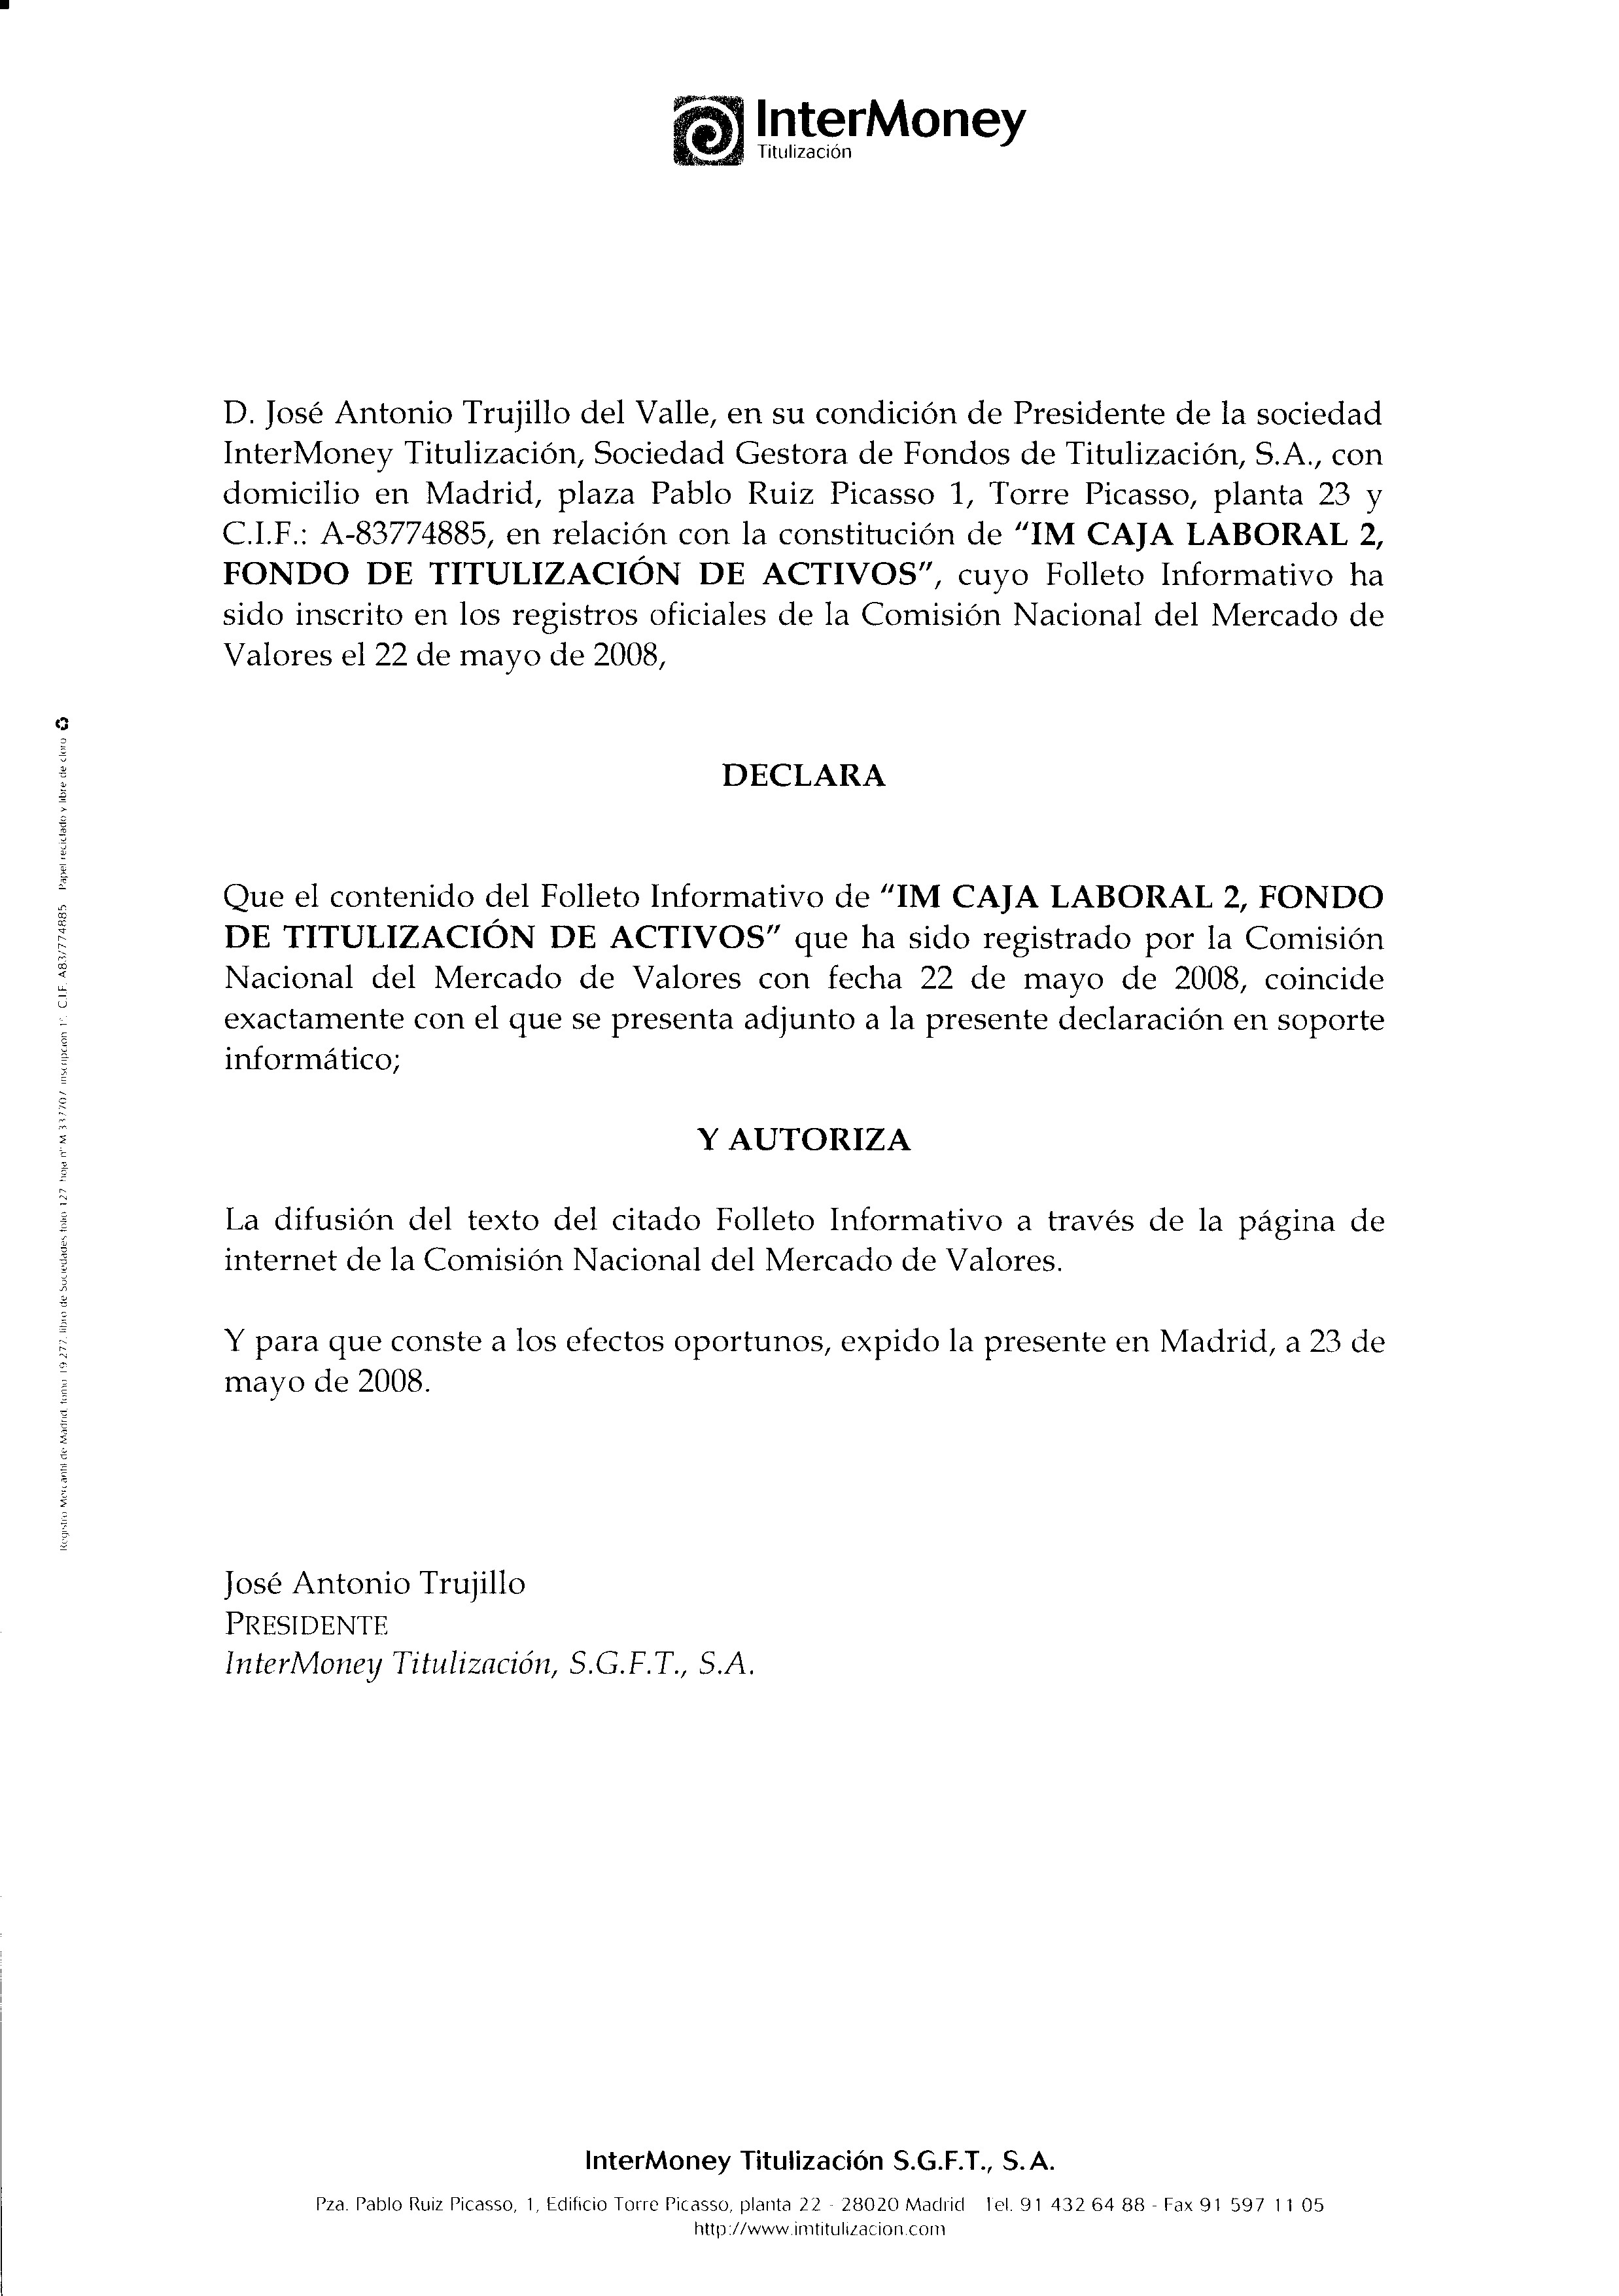 InterMoney
Titulización
D. José Antonio Trujillo del Valle, en su condición de Presidente de la sociedad
InterMoney Titulización, Sociedad Gestora de Fondos de Titulización, S.A., con
domicilio en Madrid, plaza Pablo Ruiz Picasso 1, Torre Picasso, planta 23 y
C.I.F.: A-83774885, en relación con la constitución de "IM CAJA LABORAL 2,
FONDO DE TITULIZACIÓN DE ACTIVOS", cuyo Folleto Informativo ha
sido inscrito en los registros oficiales de la Comisión Nacional del Mercado de
Valores el 22 de mayo de 2008,
DECLARA
Que el contenido del Folleto Informativo de "IM CAJA LABORAL 2, FONDO
DE TITULIZACIÓN DE ACTIVOS" que ha sido registrado por la Comisión
Nacional del Mercado de Valores con fecha 22 de mayo de 2008, coincide
exactamente con el que se presenta adjunto a la presente declaración en soporte
informático;
Y AUTORIZA
La difusión del texto del citado Folleto Informativo a través de la página de
internet de la Comisión Nacional del Mercado de Valores.
Y para que conste a los efectos oportunos, expido la presente en Madrid, a 23 de
mayo de 2008.
José Antonio Trujillo
PRESIDENTE
InterMoney Titulización, S.G.F.T., S.A.
Registro Mercantil de Madrid, tomo 19.277, libro de Sociedades folio 127 hoja nº M inscripción 1ª. C.I.F. A83/774885 Papel reciclado y libre de cloro
InterMoney Titulización S.G.F.T., S.A.
Pza. Pablo Ruiz Picasso, 1, Edificio Torre Picasso, planta 22 - 28020 Madrid Tel. 91 432 64 88 - Fax 91 597 11 05
http://www.imtitulizacion.com